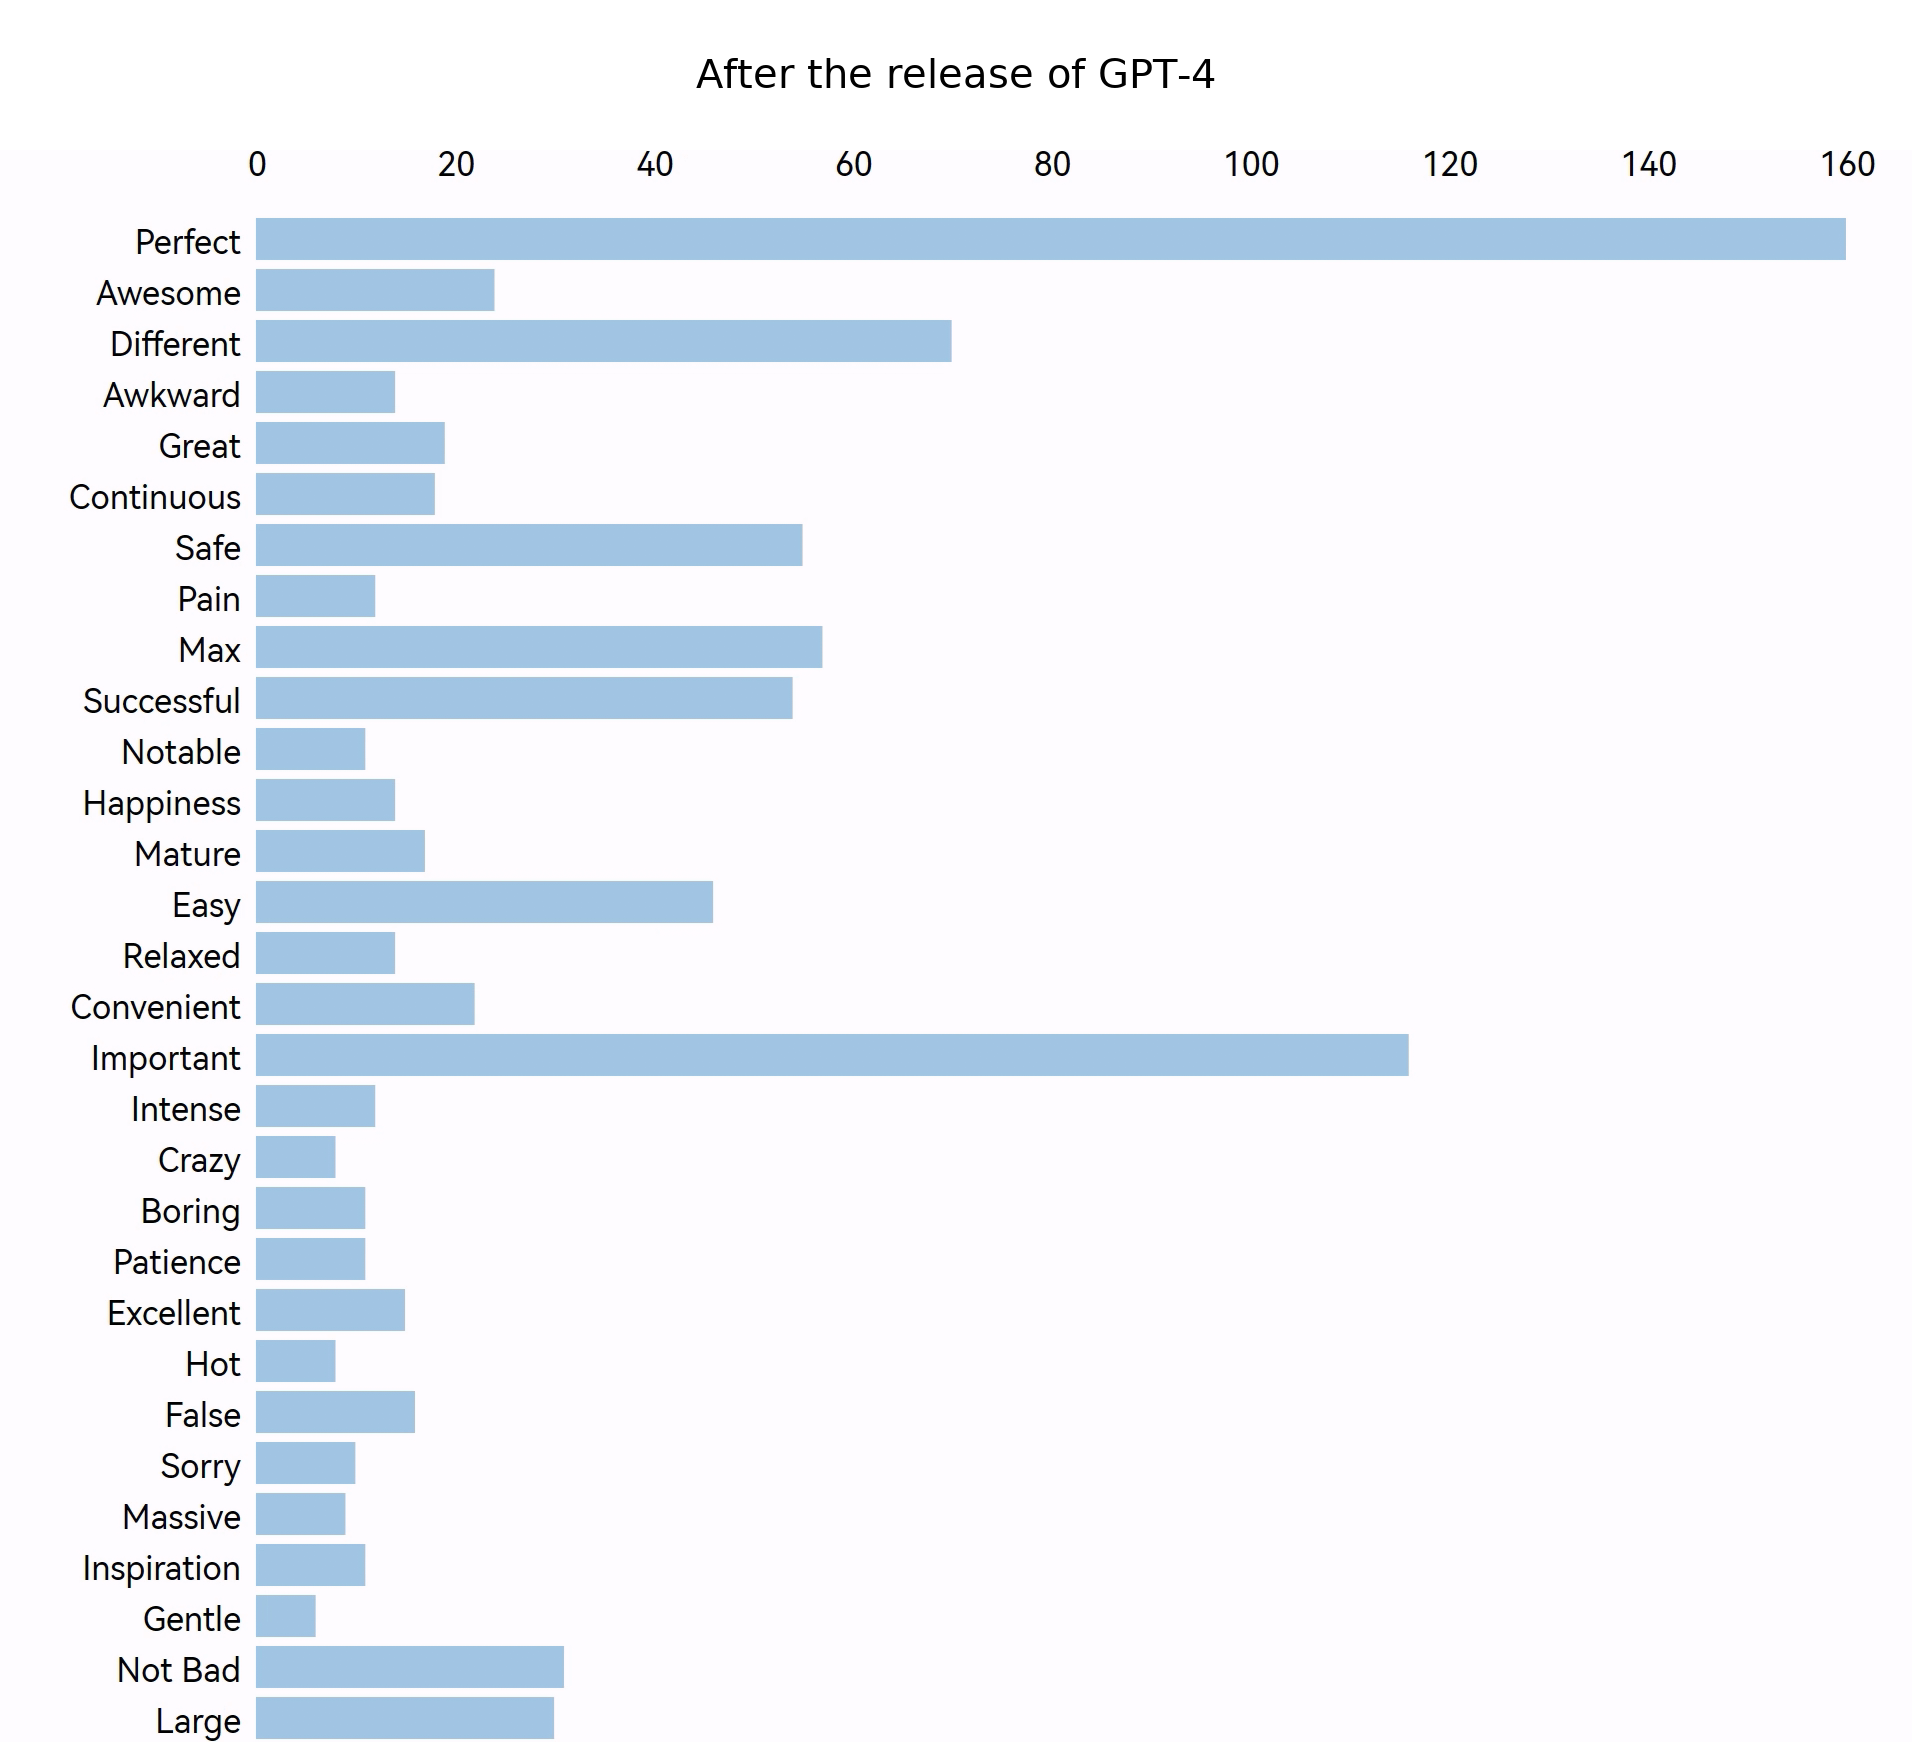 After the release of GPT-4
0 20 40 60 80 100 120 140 160
Perfect
Awesome
Different
Awkward
Great
Continuous
Safe
Pain
Max
Successful
Notable
Happiness
Mature
Easy
Relaxed
Convenient
Important
Intense
Crazy
Boring
Patience
Excellent
Hot
False
Sorry
Massive
Inspiration
Gentle
Not Bad
Large